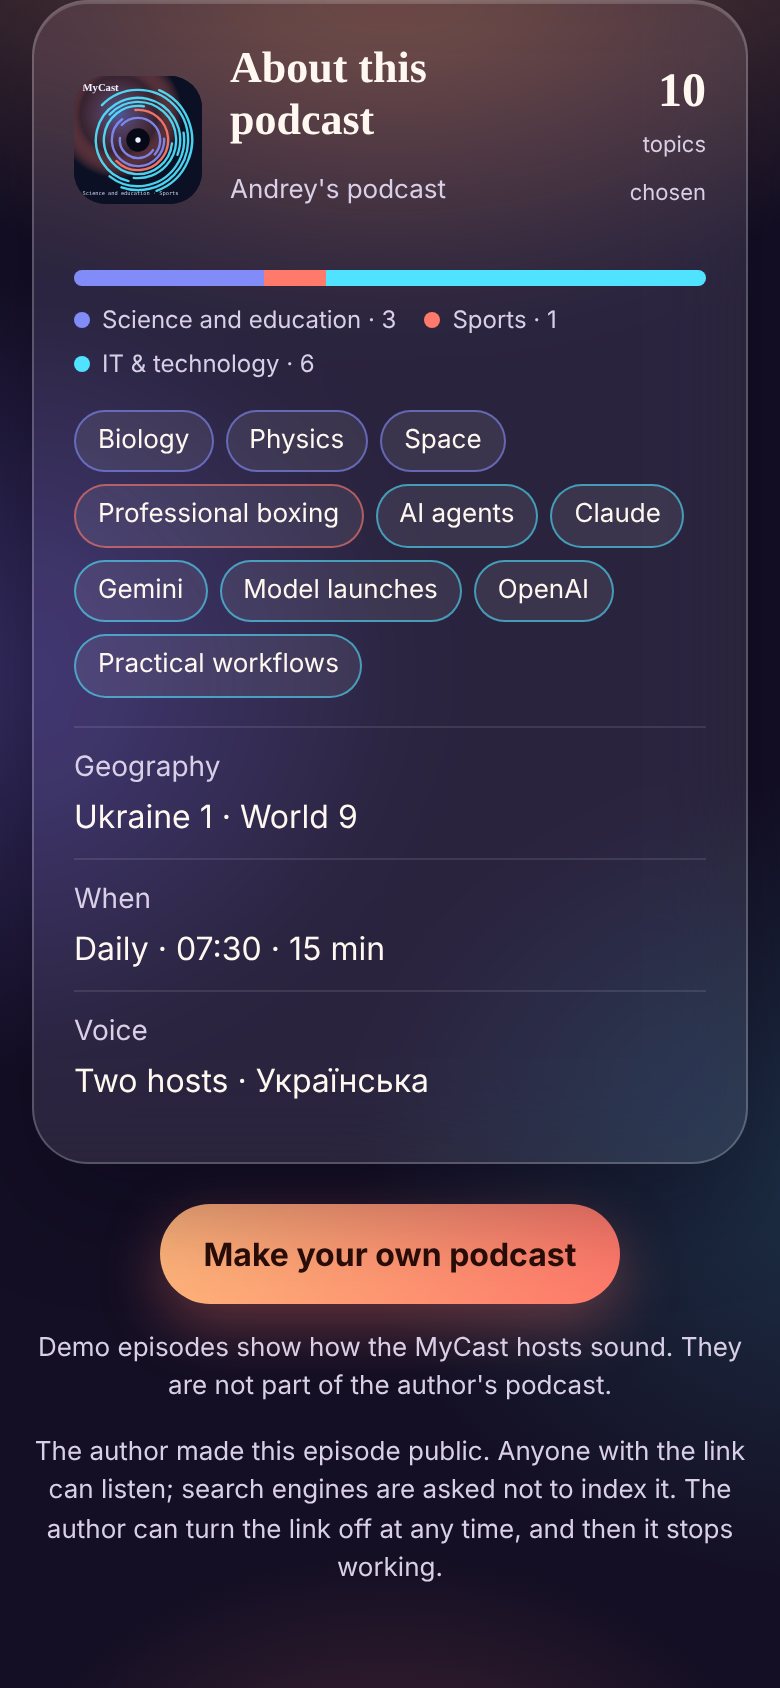 MyCast
Science and education · Sports
About this
podcast
Andrey's podcast
10
topics
chosen
Science and education · 3 Sports · 1
IT & technology · 6
Biology Physics Space
Professional boxing AI agents Claude
Gemini Model launches OpenAI
Practical workflows
Geography
Ukraine 1 · World 9
When
Daily · 07:30 · 15 min
Voice
Two hosts · Українська
Make your own podcast
Demo episodes show how the MyCast hosts sound. They
are not part of the author's podcast.
The author made this episode public. Anyone with the link
can listen; search engines are asked not to index it. The
author can turn the link off at any time, and then it stops
working.